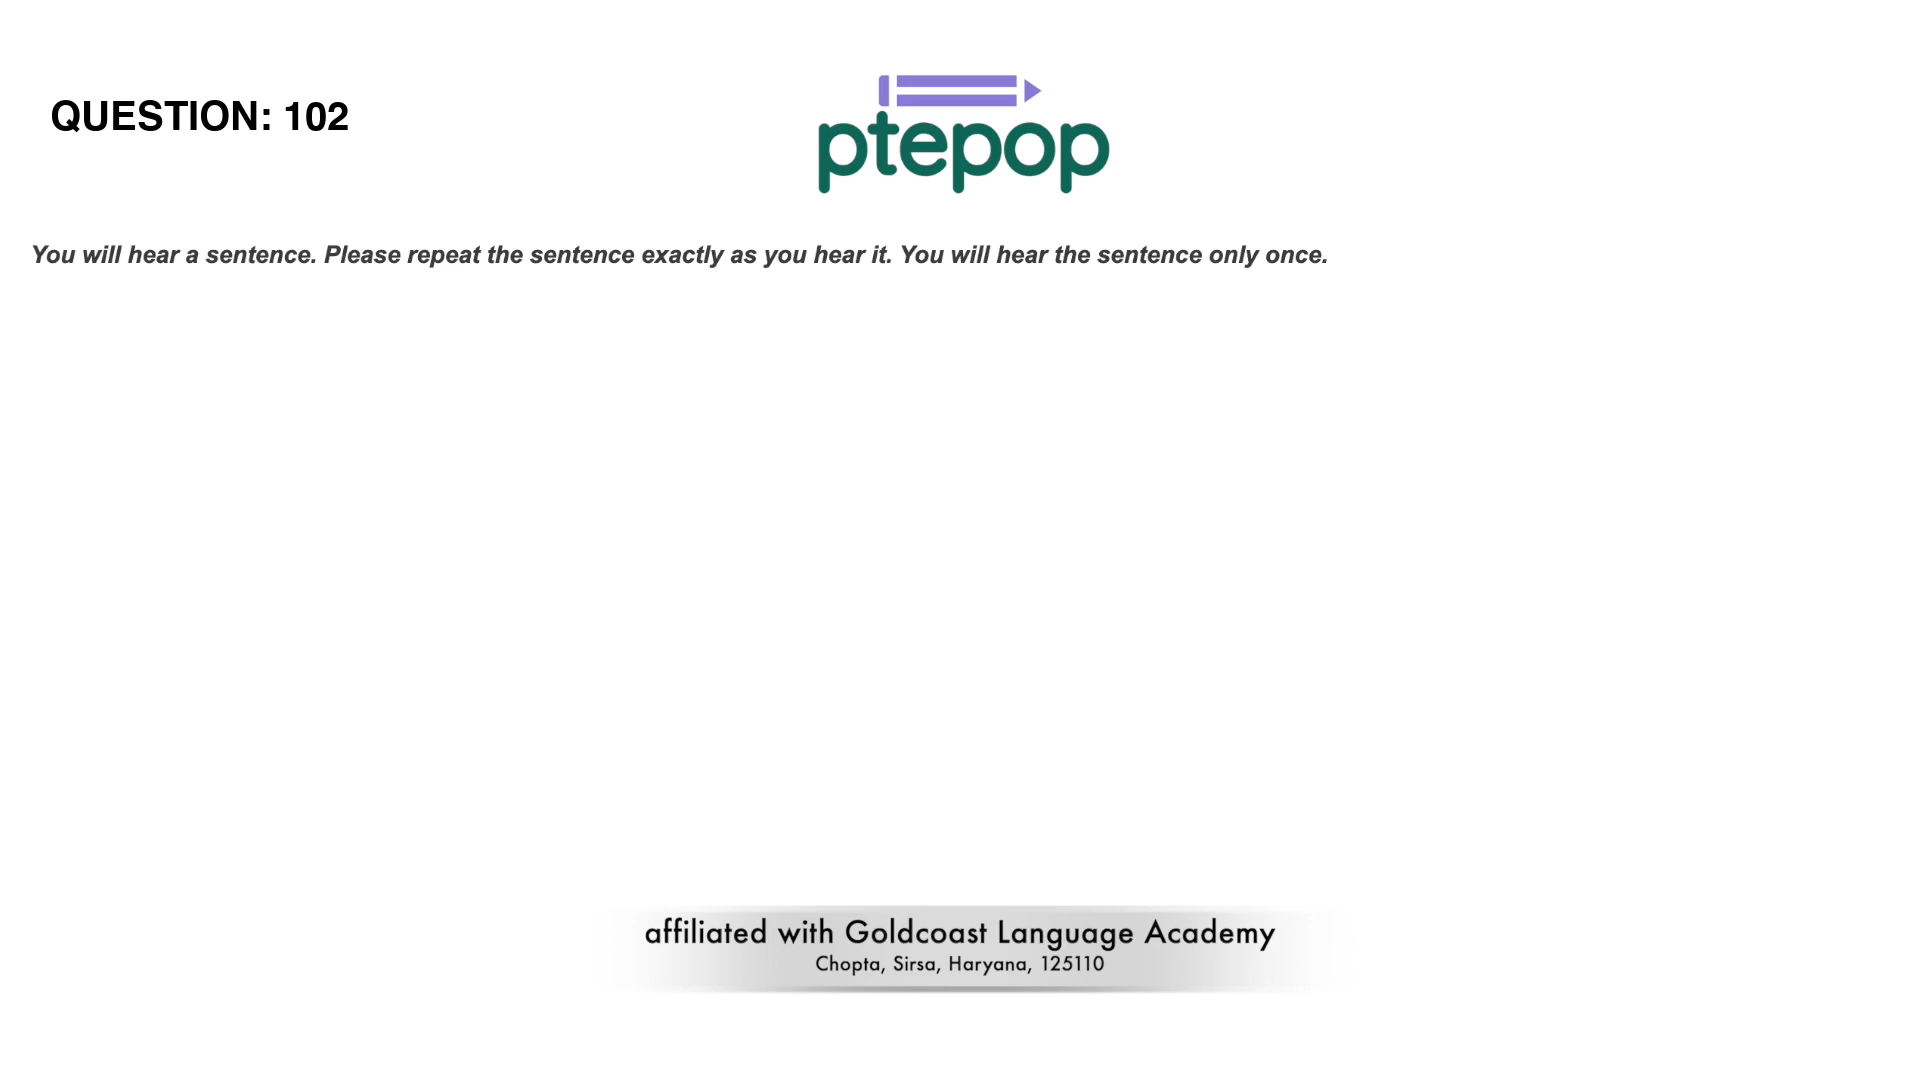 QUESTION: 102
ptepop
You will hear a sentence. Please repeat the sentence exactly as you hear it. You will hear the sentence only once.
affiliated with Goldcoast Language Academy
Chopta, Sirsa, Haryana, 125110